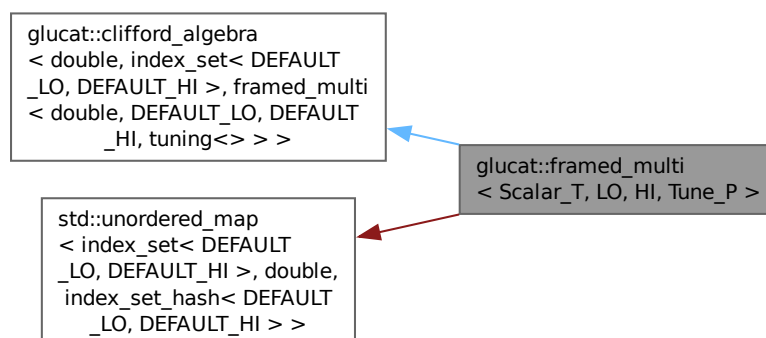 glucat::clifford_algebra
< double, index_set< DEFAULT
_LO, DEFAULT_HI >, framed_multi
< double, DEFAULT_LO, DEFAULT
_HI, tuning<> > >
glucat::framed_multi
< Scalar_T, LO, HI, Tune_P >
std::unordered_map
< index_set< DEFAULT
_LO, DEFAULT_HI >, double,
index_set_hash< DEFAULT
_LO, DEFAULT_HI > >